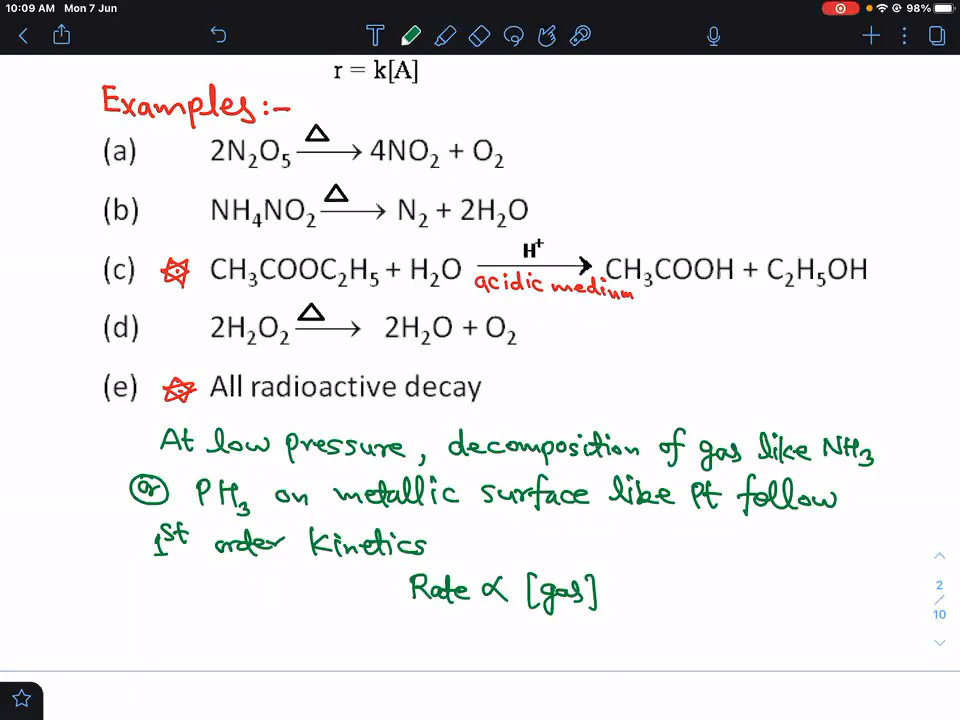 10:09 AM Mon 7 Jun
98%
r = k[A]
Examples :-
(a) 2N₂O₅ —Δ→ 4NO₂ + O₂
(b) NH₄NO₂ —Δ→ N₂ + 2H₂O
(c) CH₃COOC₂H₅ + H₂O —H⁺→ CH₃COOH + C₂H₅OH
acidic medium
(d) 2H₂O₂ —Δ→ 2H₂O + O₂
(e) All radioactive decay
At low pressure, decomposition of gas like NH₃
or PH₃ on metallic surface like Pt follow
1st order kinetics
Rate ∝ [gas]
2
/
10